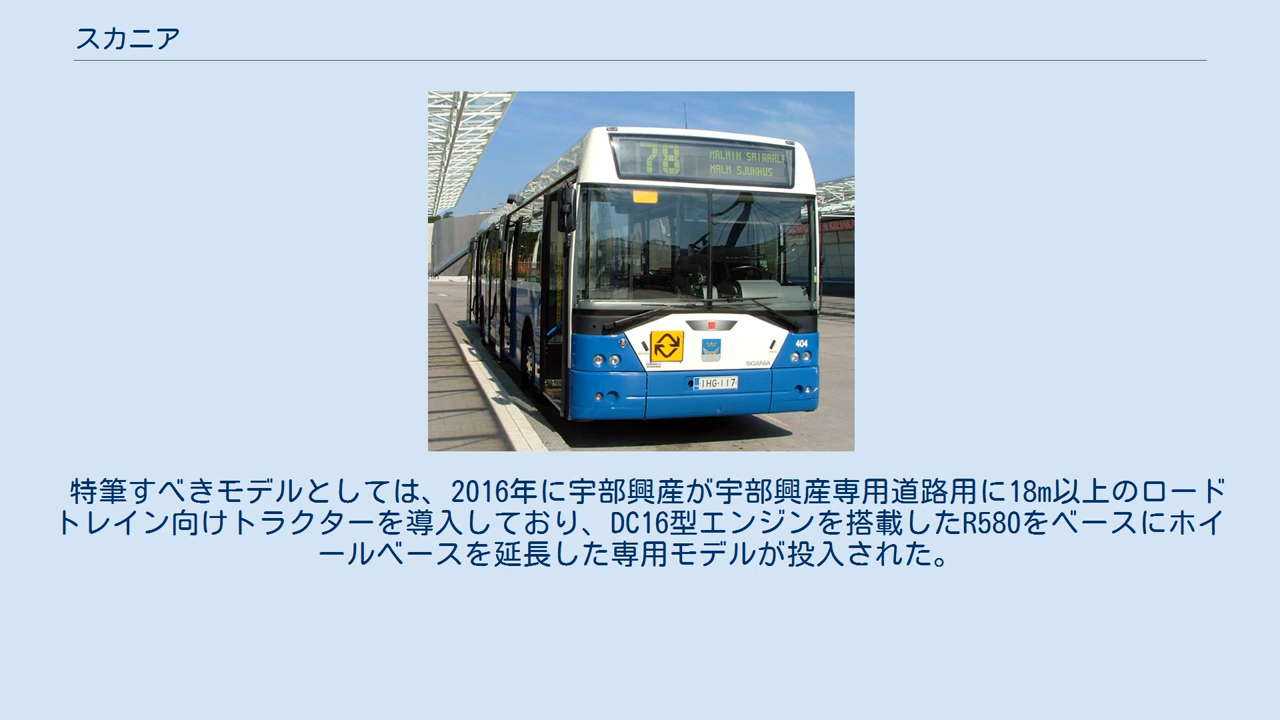 スカニア
78
MALMIN SAIRAALA
MALM SJUKHUS
404
SCANIA
IHG-117
特筆すべきモデルとしては、2016年に宇部興産が宇部興産専用道路用に18m以上のロード
トレイン向けトラクターを導入しており、DC16型エンジンを搭載したR580をベースにホイ
ールベースを延長した専用モデルが投入された。